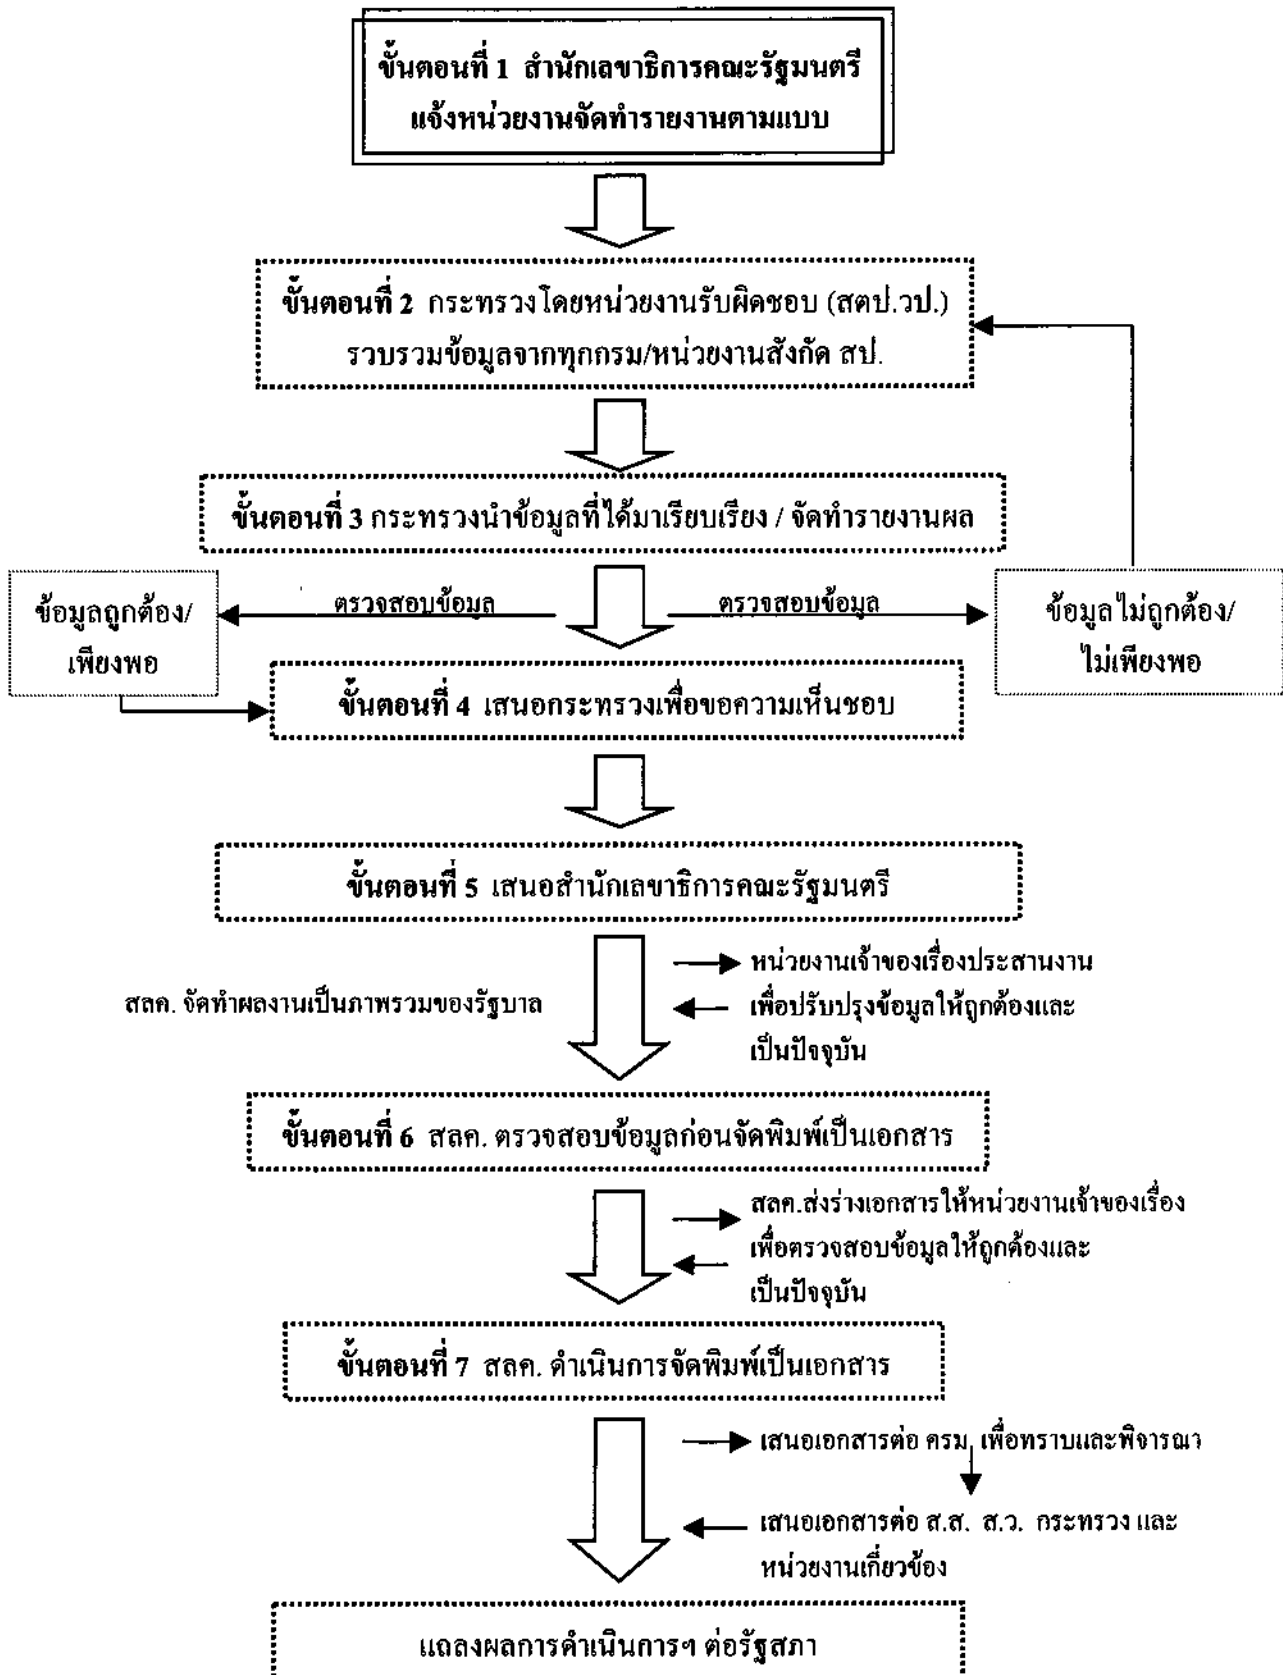 ขั้นตอนที่ 1 สำนักเลขาธิการคณะรัฐมนตรี
แจ้งหน่วยงานจัดทำรายงานตามแบบ
ขั้นตอนที่ 2 กระทรวงโดยหน่วยงานรับผิดชอบ (สตป.วป.)
รวบรวมข้อมูลจากทุกกรม/หน่วยงานสังกัด สป.
ขั้นตอนที่ 3 กระทรวงนำข้อมูลที่ได้มาเรียบเรียง / จัดทำรายงานผล
ข้อมูลถูกต้อง/
เพียงพอ
ตรวจสอบข้อมูล
ตรวจสอบข้อมูล
ข้อมูลไม่ถูกต้อง/
ไม่เพียงพอ
ขั้นตอนที่ 4 เสนอกระทรวงเพื่อขอความเห็นชอบ
ขั้นตอนที่ 5 เสนอสำนักเลขาธิการคณะรัฐมนตรี
สลค. จัดทำผลงานเป็นภาพรวมของรัฐบาล
หน่วยงานเจ้าของเรื่องประสานงาน
เพื่อปรับปรุงข้อมูลให้ถูกต้องและ
เป็นปัจจุบัน
ขั้นตอนที่ 6 สลค. ตรวจสอบข้อมูลก่อนจัดพิมพ์เป็นเอกสาร
สลค.ส่งร่างเอกสารให้หน่วยงานเจ้าของเรื่อง
เพื่อตรวจสอบข้อมูลให้ถูกต้องและ
เป็นปัจจุบัน
ขั้นตอนที่ 7 สลค. ดำเนินการจัดพิมพ์เป็นเอกสาร
เสนอเอกสารต่อ ครม. เพื่อทราบและพิจารณา
เสนอเอกสารต่อ ส.ส. ส.ว. กระทรวง และ
หน่วยงานเกี่ยวข้อง
แถลงผลการดำเนินการฯ ต่อรัฐสภา